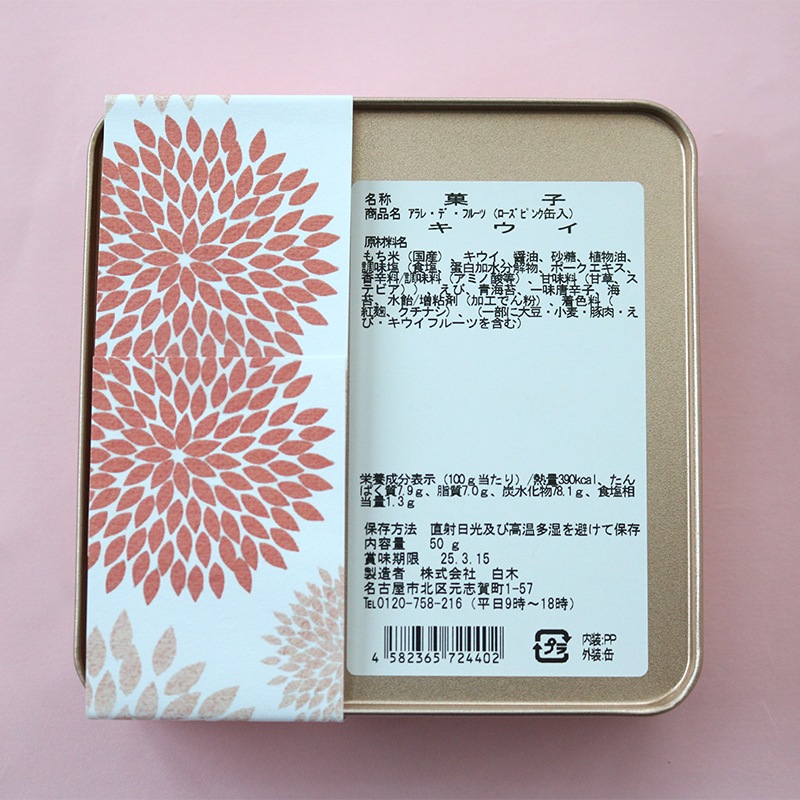 名称 菓子
商品名 アラレ・デ・フルーツ (ローズピンク缶入)
キウイ
原材料名
もち米(国産)、キウイ、醤油、砂糖、植物油、
調味塩(食塩、蛋白加水分解物、ポークエキス、
香辛料/調味料(アミノ酸等)、甘味料(甘草、ス
テビア))、えび、青海苔、一味唐辛子、海
苔、水飴/増粘剤(加工でん粉)、着色料(
紅麹、クチナシ)、(一部に大豆・小麦・豚肉・え
び・キウイフルーツを含む)
栄養成分表示(100g当たり)/熱量390kcal、たん
ぱく質7.9g、脂質7.0g、炭水化物78.1g、食塩相
当量1.3g
保存方法 直射日光及び高温多湿を避けて保存
内容量 50g
賞味期限 25.3.15
製造者 株式会社 白木
名古屋市北区元志賀町1-57
℡0120-758-216(平日9時〜18時)
4 582365 724402
プラ
内装:PP
外装:缶